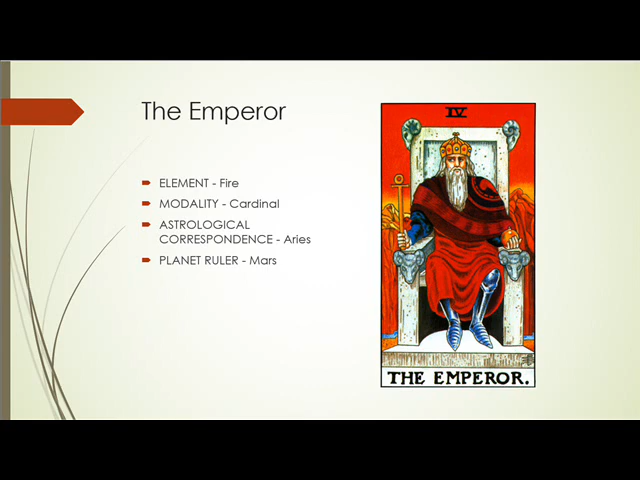 The Emperor
ELEMENT - Fire
MODALITY - Cardinal
ASTROLOGICAL
CORRESPONDENCE - Aries
PLANET RULER - Mars
IV
THE EMPEROR.